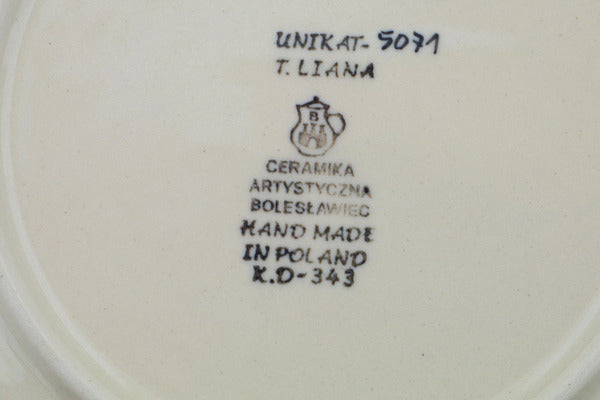 UNIKAT-5071
T. LIANA
B
CERAMIKA
ARTYSTYCZNA
BOLESŁAWIEC
HAND MADE
IN POLAND
K.D-343